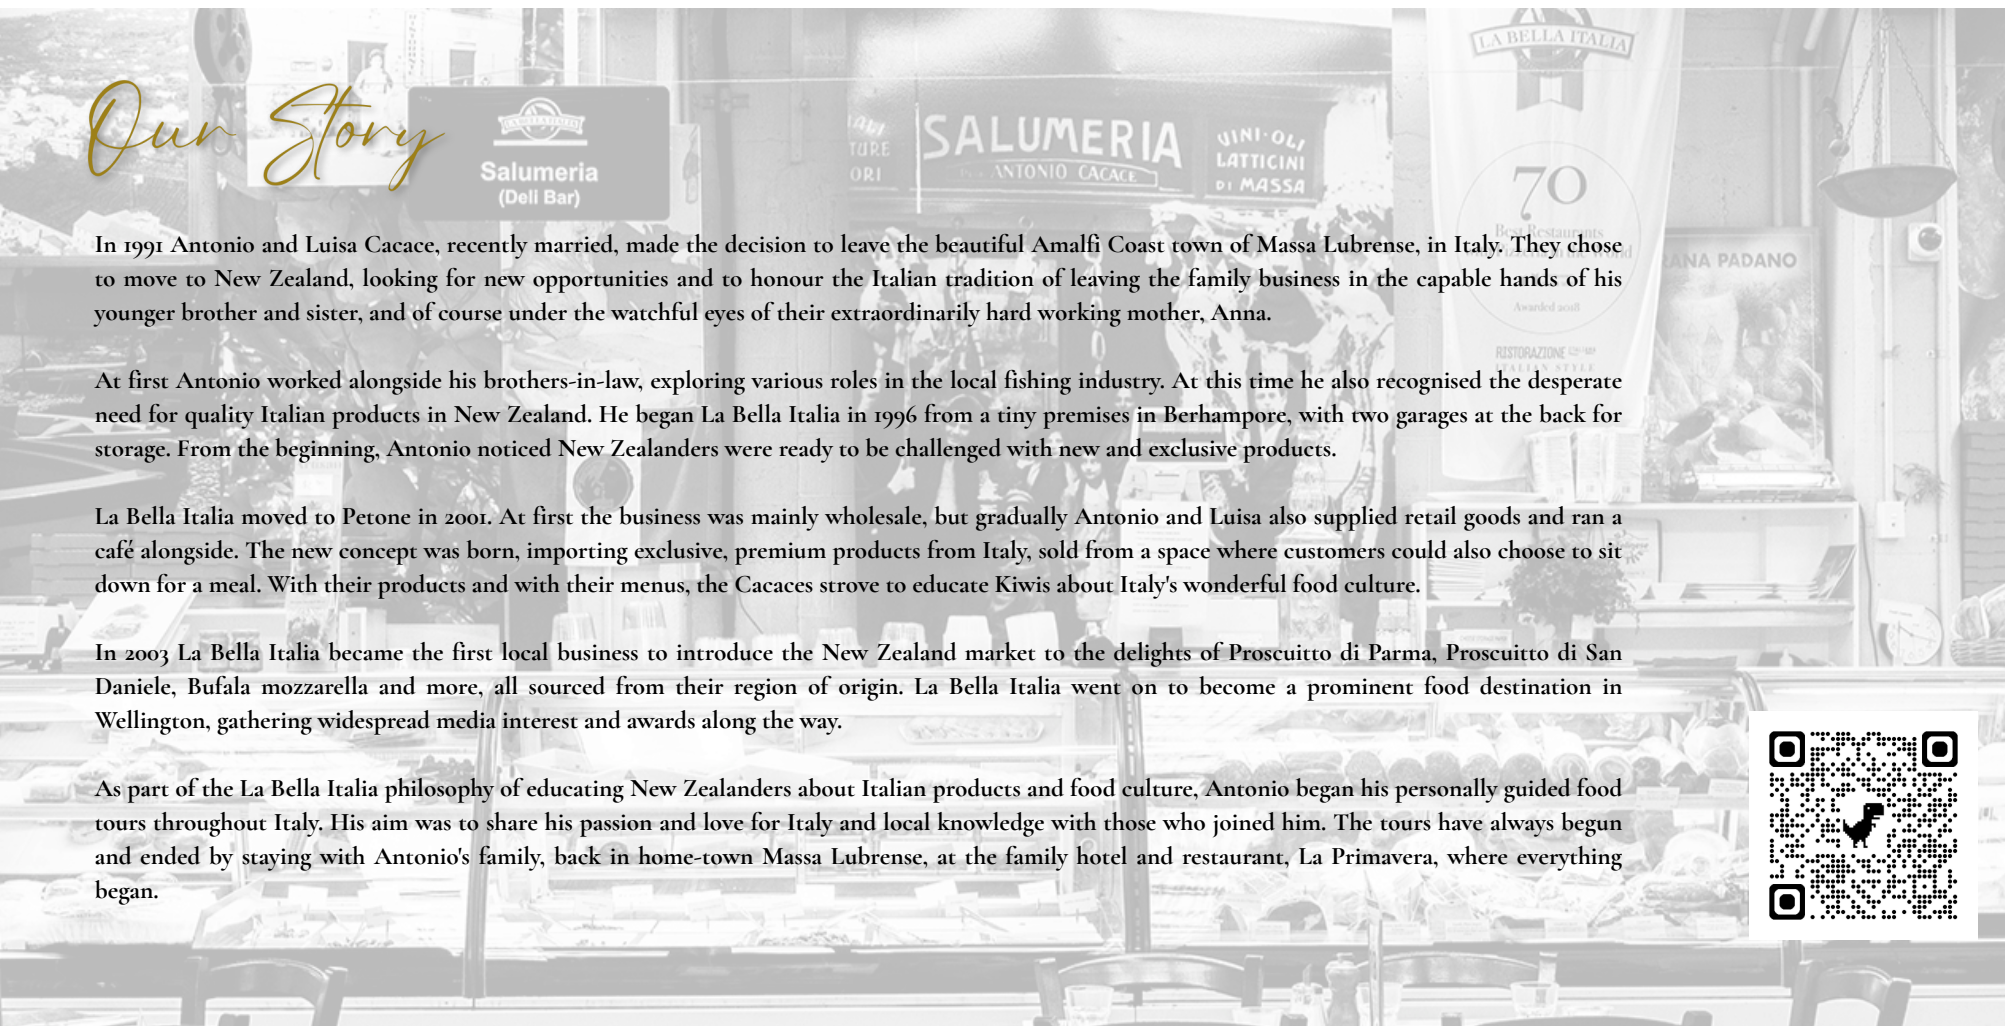 LA BELLA ITALIA
Our Story
LA BELLA ITALIA
Salumeria
(Deli Bar)
SALUMERIA
ANTONIO CACACE
VINI-OLI
LATTICINI
DI MASSA
TURE
ORI
70
Best Restaurants
Awarded 2018
RISTORAZIONE
ITALIAN STYLE
RANA PADANO
In 1991 Antonio and Luisa Cacace, recently married, made the decision to leave the beautiful Amalfi Coast town of Massa Lubrense, in Italy. They chose
to move to New Zealand, looking for new opportunities and to honour the Italian tradition of leaving the family business in the capable hands of his
younger brother and sister, and of course under the watchful eyes of their extraordinarily hard working mother, Anna.
At first Antonio worked alongside his brothers-in-law, exploring various roles in the local fishing industry. At this time he also recognised the desperate
need for quality Italian products in New Zealand. He began La Bella Italia in 1996 from a tiny premises in Berhampore, with two garages at the back for
storage. From the beginning, Antonio noticed New Zealanders were ready to be challenged with new and exclusive products.
La Bella Italia moved to Petone in 2001. At first the business was mainly wholesale, but gradually Antonio and Luisa also supplied retail goods and ran a
café alongside. The new concept was born, importing exclusive, premium products from Italy, sold from a space where customers could also choose to sit
down for a meal. With their products and with their menus, the Cacaces strove to educate Kiwis about Italy's wonderful food culture.
In 2003 La Bella Italia became the first local business to introduce the New Zealand market to the delights of Proscuitto di Parma, Proscuitto di San
Daniele, Bufala mozzarella and more, all sourced from their region of origin. La Bella Italia went on to become a prominent food destination in
Wellington, gathering widespread media interest and awards along the way.
As part of the La Bella Italia philosophy of educating New Zealanders about Italian products and food culture, Antonio began his personally guided food
tours throughout Italy. His aim was to share his passion and love for Italy and local knowledge with those who joined him. The tours have always begun
and ended by staying with Antonio's family, back in home-town Massa Lubrense, at the family hotel and restaurant, La Primavera, where everything
began.